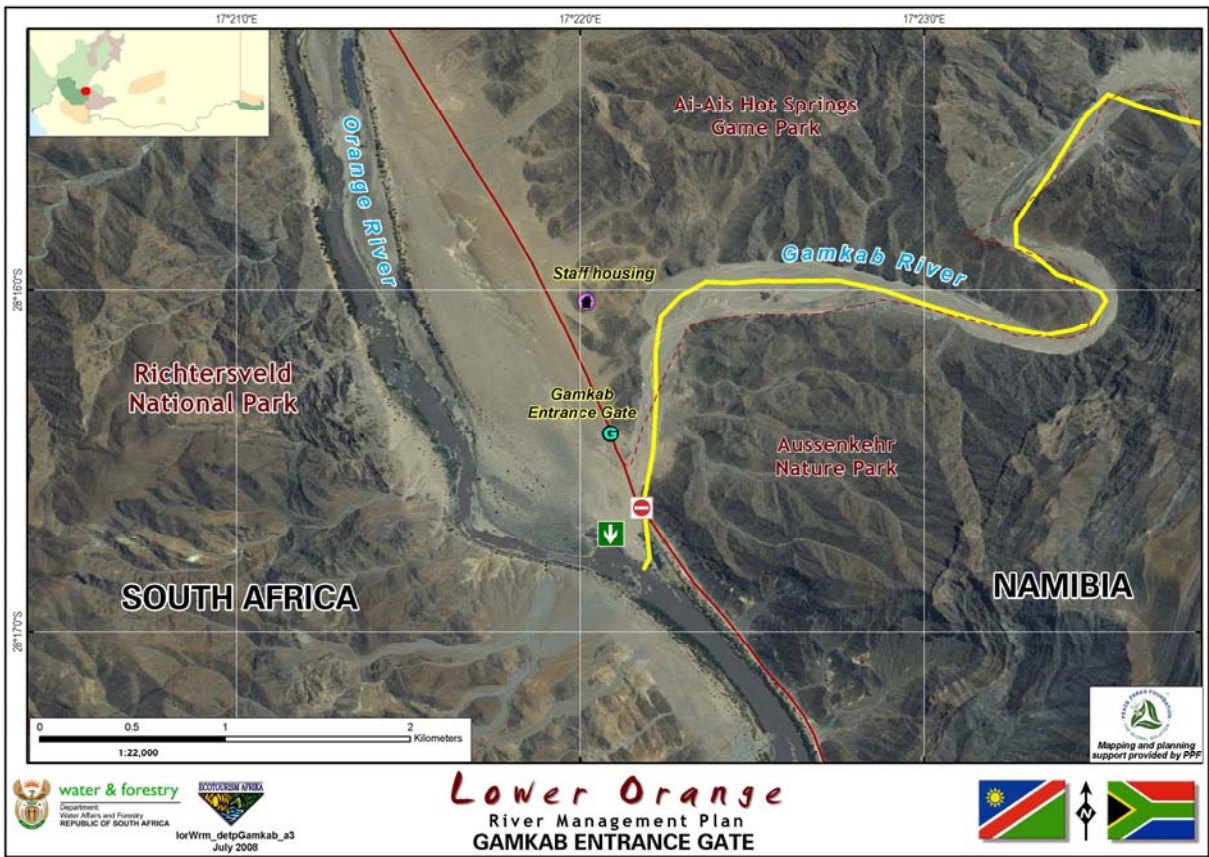 17°21'0"E
17°22'0"E
17°23'0"E
Ai-Ais Hot Springs
Game Park
Orange River
Gamkab River
Staff housing
28°16'0"S
Richtersveld
National Park
Gamkab
Entrance Gate
G
Aussenkehr
Nature Park
SOUTH AFRICA
NAMIBIA
28°17'0"S
0 0.5 1 2
Kilometers
1:22,000
PEACE PARKS FOUNDATION
Mapping and planning
support provided by PPF
water & forestry
Department:
Water Affairs and Forestry
REPUBLIC OF SOUTH AFRICA
ECOTOURISM AFRIKA
lorWrm_detpGamkab_a3
July 2008
Lower Orange
River Management Plan
GAMKAB ENTRANCE GATE
N